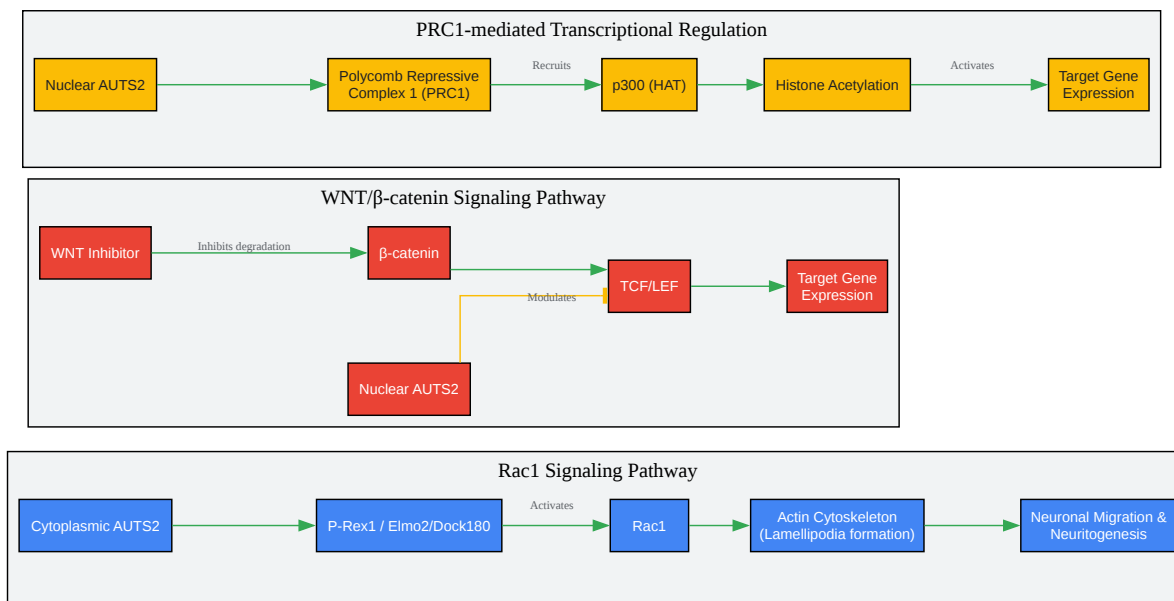 PRC1-mediated Transcriptional Regulation
Nuclear AUTS2
Polycomb Repressive
Complex 1 (PRC1)
Recruits
p300 (HAT)
Histone Acetylation
Activates
Target Gene
Expression
WNT/β-catenin Signaling Pathway
WNT Inhibitor
Inhibits degradation
β-catenin
TCF/LEF
Target Gene
Expression
Modulates
Nuclear AUTS2
Rac1 Signaling Pathway
Cytoplasmic AUTS2
P-Rex1 / Elmo2/Dock180
Activates
Rac1
Actin Cytoskeleton
(Lamellipodia formation)
Neuronal Migration &
Neuritogenesis